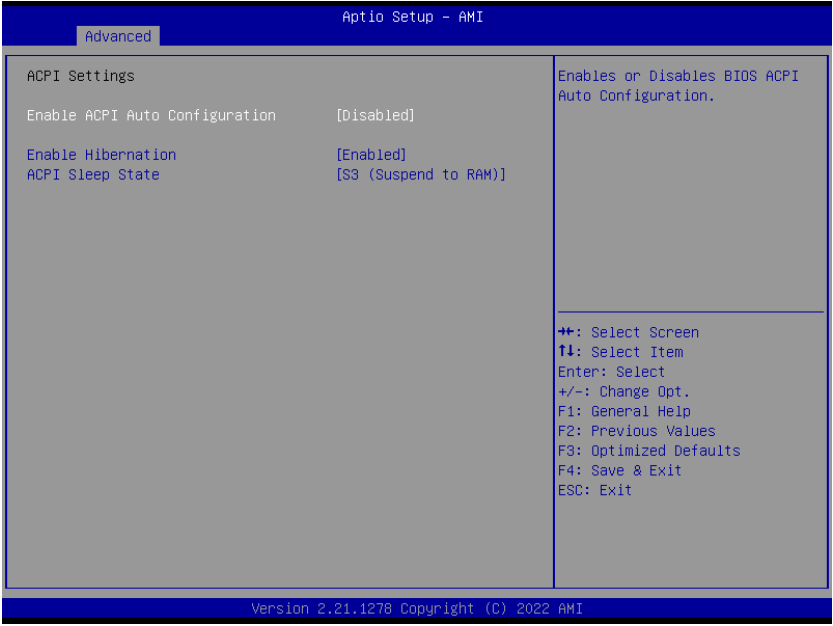 Aptio Setup – AMI
Advanced
ACPI Settings
Enable ACPI Auto Configuration [Disabled]
Enable Hibernation [Enabled]
ACPI Sleep State [S3 (Suspend to RAM)]
Enables or Disables BIOS ACPI
Auto Configuration.
→←: Select Screen
↑↓: Select Item
Enter: Select
+/-: Change Opt.
F1: General Help
F2: Previous Values
F3: Optimized Defaults
F4: Save & Exit
ESC: Exit
Version 2.21.1278 Copyright (C) 2022 AMI